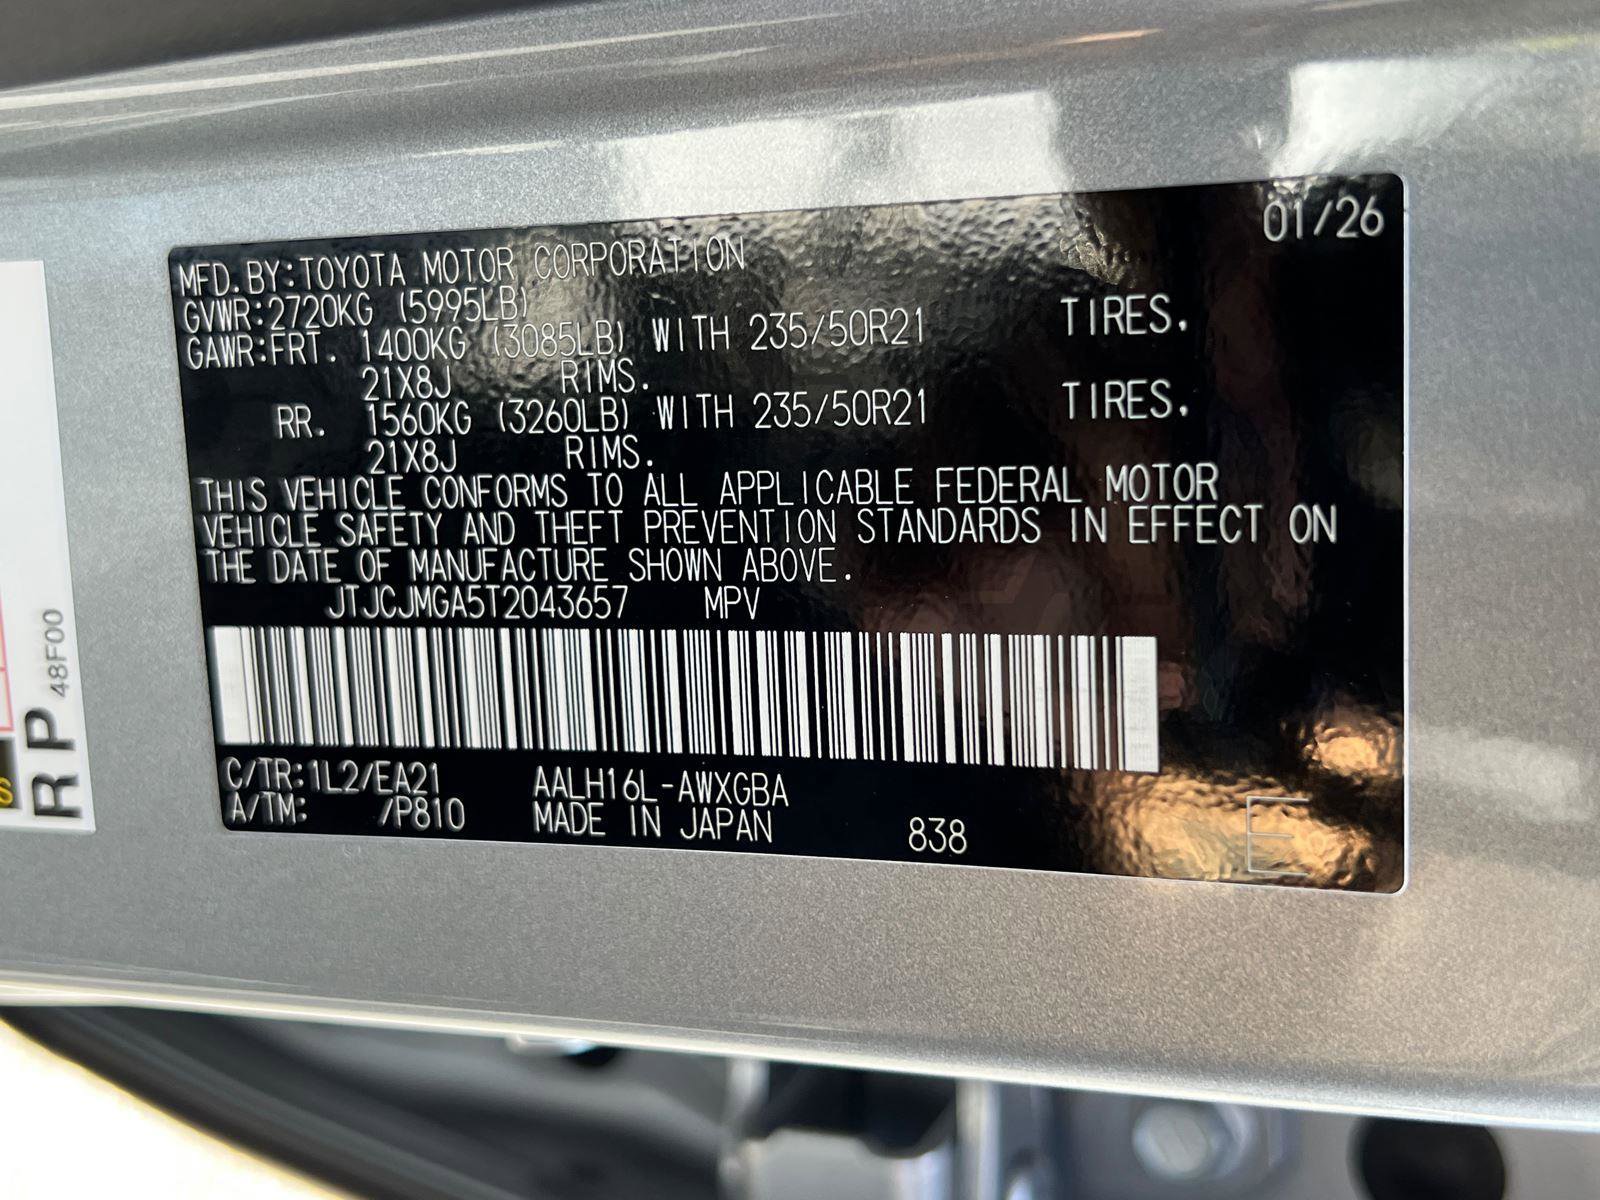 01/26
MFD.BY:TOYOTA MOTOR CORPORATION
GVWR:2720KG (5995LB)
GAWR:FRT. 1400KG (3085LB) WITH 235/50R21 TIRES.
21X8J RIMS.
RR. 1560KG (3260LB) WITH 235/50R21 TIRES.
21X8J RIMS.
THIS VEHICLE CONFORMS TO ALL APPLICABLE FEDERAL MOTOR
VEHICLE SAFETY AND THEFT PREVENTION STANDARDS IN EFFECT ON
THE DATE OF MANUFACTURE SHOWN ABOVE.
JTJCJMGA5T2043657 MPV
C/TR:1L2/EA21 AALH16L-AWXGBA
A/TM: /P810 MADE IN JAPAN 838 E
RP 48F00
S